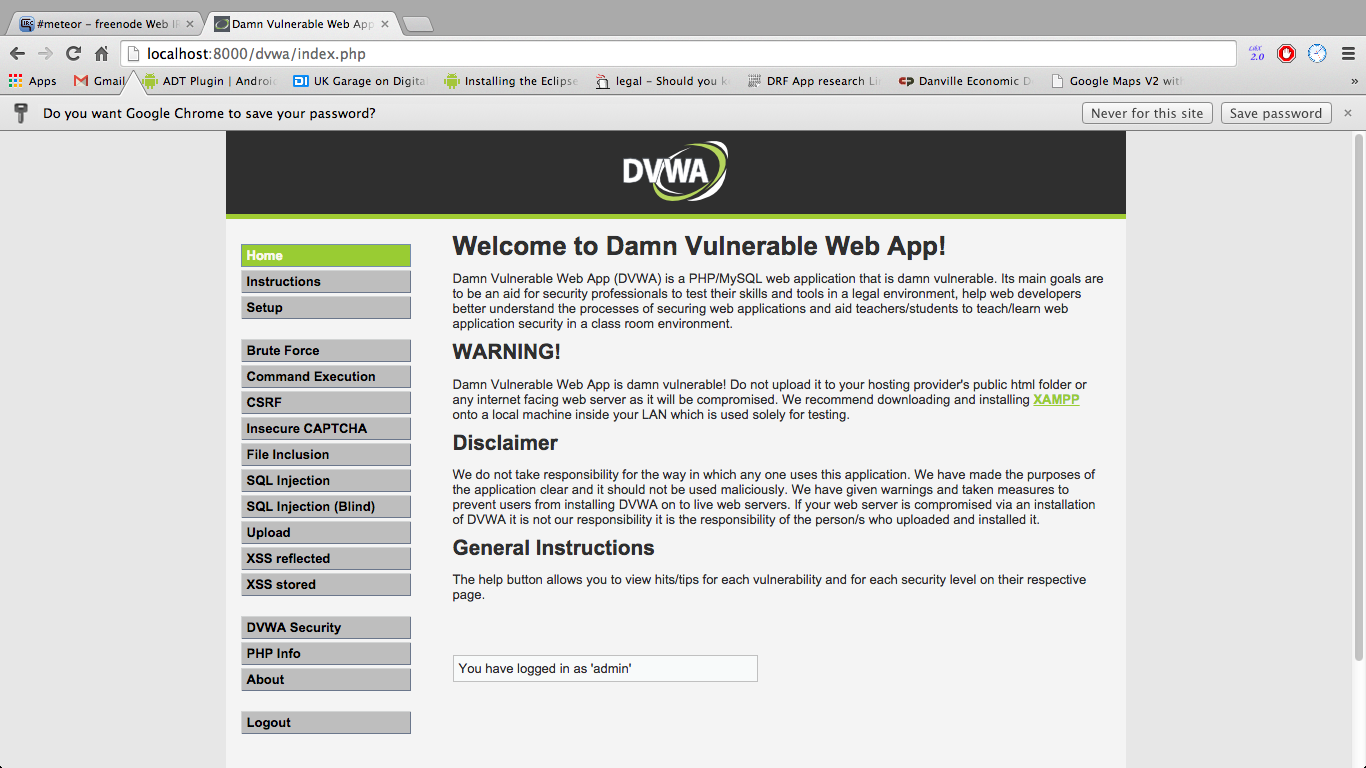 #meteor – freenode Web IR
Damn Vulnerable Web App
localhost:8000/dvwa/index.php
2.0
Apps
Gmail
ADT Plugin | Androi
UK Garage on Digita
Installing the Eclipse
legal – Should you k
DRF App research Li
Danville Economic D
Google Maps V2 wit
»
Do you want Google Chrome to save your password?
Never for this site
Save password
DVWA
Home
Instructions
Setup
Brute Force
Command Execution
CSRF
Insecure CAPTCHA
File Inclusion
SQL Injection
SQL Injection (Blind)
Upload
XSS reflected
XSS stored
DVWA Security
PHP Info
About
Logout
Welcome to Damn Vulnerable Web App!
Damn Vulnerable Web App (DVWA) is a PHP/MySQL web application that is damn vulnerable. Its main goals are
to be an aid for security professionals to test their skills and tools in a legal environment, help web developers
better understand the processes of securing web applications and aid teachers/students to teach/learn web
application security in a class room environment.
WARNING!
Damn Vulnerable Web App is damn vulnerable! Do not upload it to your hosting provider's public html folder or
any internet facing web server as it will be compromised. We recommend downloading and installing XAMPP
onto a local machine inside your LAN which is used solely for testing.
Disclaimer
We do not take responsibility for the way in which any one uses this application. We have made the purposes of
the application clear and it should not be used maliciously. We have given warnings and taken measures to
prevent users from installing DVWA on to live web servers. If your web server is compromised via an installation
of DVWA it is not our responsibility it is the responsibility of the person/s who uploaded and installed it.
General Instructions
The help button allows you to view hits/tips for each vulnerability and for each security level on their respective
page.
You have logged in as 'admin'